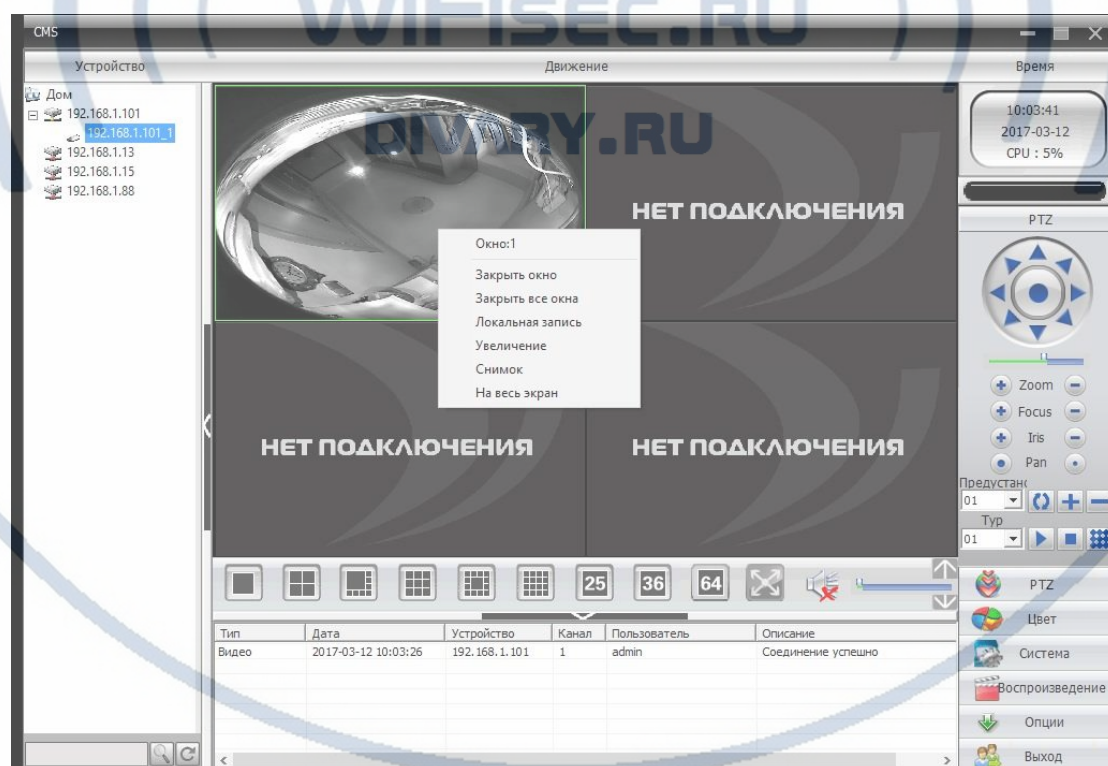 WIFISEC.RU
CMS
Устройство
Движение
Время
Дом
192.168.1.101
192.168.1.101_1
192.168.1.13
192.168.1.15
192.168.1.88
DIVABY.RU
НЕТ ПОДКЛЮЧЕНИЯ
Окно:1
Закрыть окно
Закрыть все окна
Локальная запись
Увеличение
Снимок
На весь экран
НЕТ ПОДКЛЮЧЕНИЯ
НЕТ ПОДКЛЮЧЕНИЯ
10:03:41
2017-03-12
CPU : 5%
PTZ
Zoom
Focus
Iris
Pan
Предустан
01
Тур
01
25 36 64
Тип Дата Устройство Канал Пользователь Описание
Видео 2017-03-12 10:03:26 192.168.1.101 1 admin Соединение успешно
PTZ
Цвет
Система
Воспроизведение
Опции
Выход